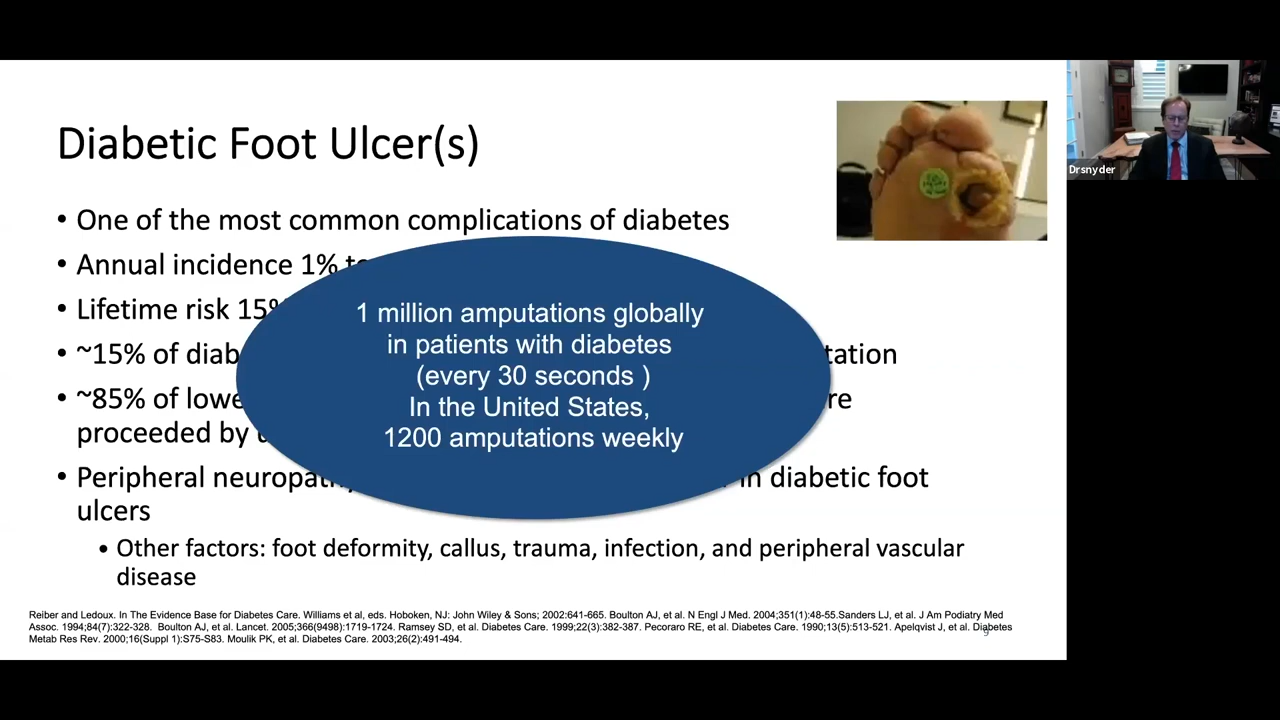 Diabetic Foot Ulcer(s)
• One of the most common complications of diabetes
• Annual incidence 1% to
• Lifetime risk 15%
• ~15% of diab tation
• ~85% of lowe re
proceeded by u
• Peripheral neuropathy in diabetic foot
ulcers
• Other factors: foot deformity, callus, trauma, infection, and peripheral vascular
disease
1 million amputations globally
in patients with diabetes
(every 30 seconds )
In the United States,
1200 amputations weekly
Reiber and Ledoux. In The Evidence Base for Diabetes Care. Williams et al, eds. Hoboken, NJ: John Wiley & Sons; 2002:641-665. Boulton AJ, et al. N Engl J Med. 2004;351(1):48-55.Sanders LJ, et al. J Am Podiatry Med
Assoc. 1994;84(7):322-328. Boulton AJ, et al. Lancet. 2005;366(9498):1719-1724. Ramsey SD, et al. Diabetes Care. 1999;22(3):382-387. Pecoraro RE, et al. Diabetes Care. 1990;13(5):513-521. Apelqvist J, et al. Diabetes
Metab Res Rev. 2000;16(Suppl 1):S75-S83. Moulik PK, et al. Diabetes Care. 2003;26(2):491-494.
9
Drsnyder